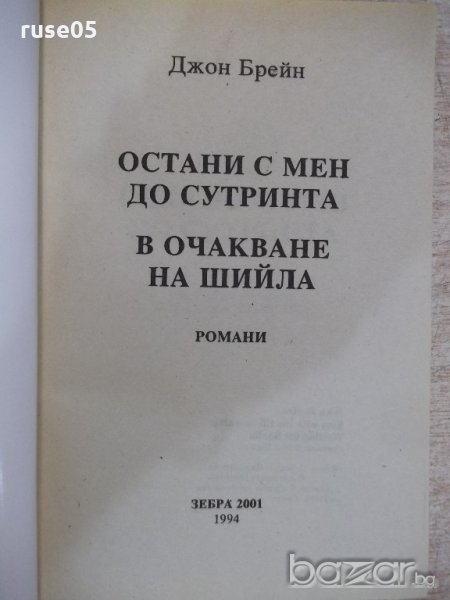 ruse05
Джон Брейн
ОСТАНИ С МЕН
ДО СУТРИНТА
В ОЧАКВАНЕ
НА ШИЙЛА
РОМАНИ
ЗЕБРА 2001
1994
bazar.bg